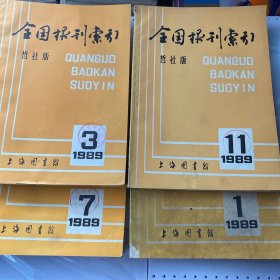 全国报刊索引
哲社版
QUANGUO
BAOKAN
SUOYIN
3
1989
上海图书馆
全国报刊索引
哲社版
QUANGUO
BAOKAN
SUOYIN
11
1989
上海图书馆
7
1989
上海图书馆
1
1989
上海图书馆